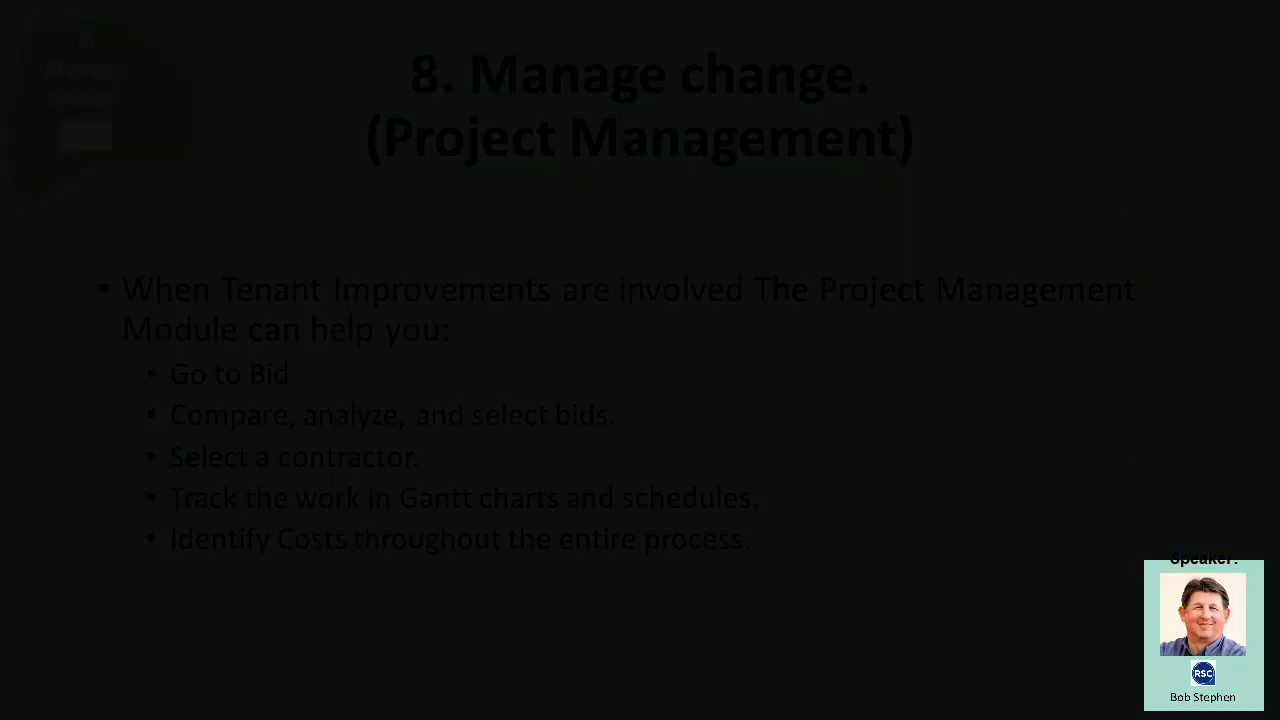 8. Manage change.
(Project Management)
▪ When Tenant Improvements are involved The Project Management
Module can help you:
• Go to Bid
• Compare, analyze, and select bids.
• Select a contractor.
• Track the work in Gantt charts and schedules.
• Identify Costs throughout the entire process.
Speaker:
RSC
Bob Stephen